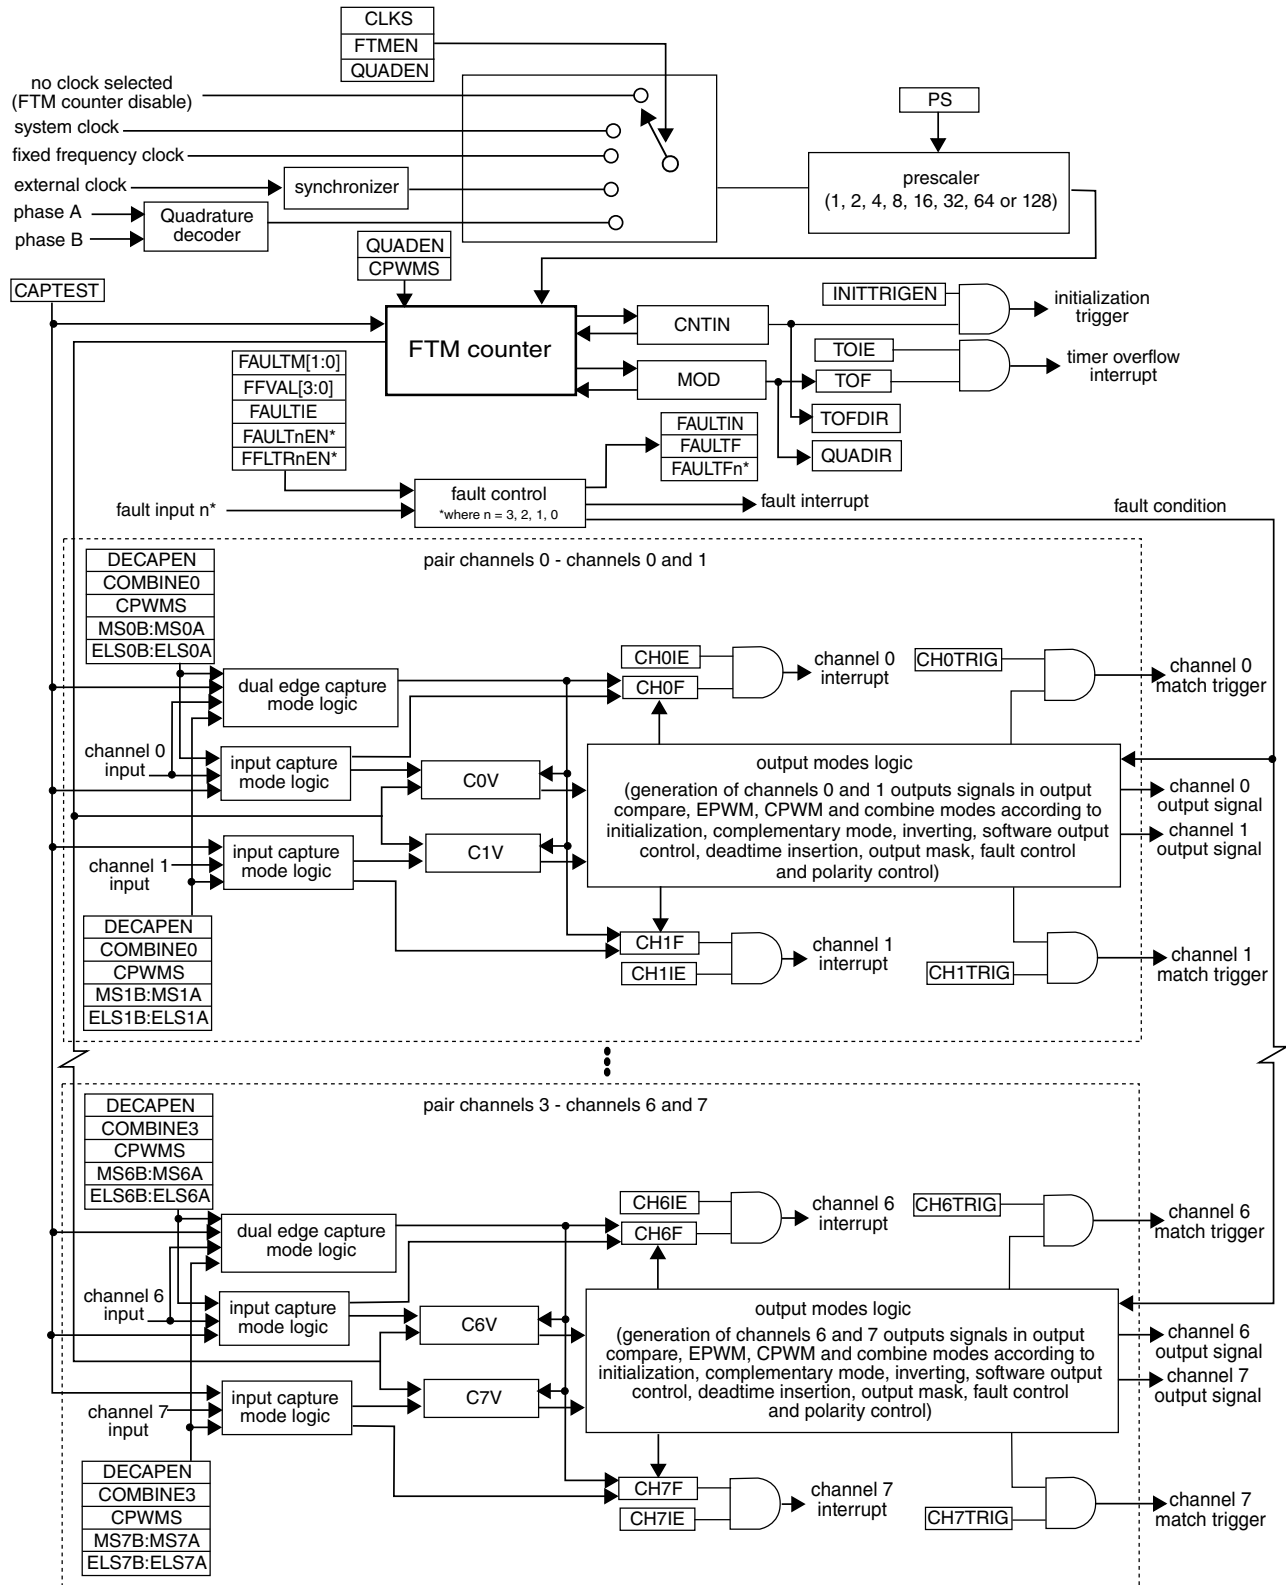 CLKS
FTMEN
QUADEN
no clock selected
(FTM counter disable)
system clock
fixed frequency clock
external clock
synchronizer
phase A
phase B
Quadrature
decoder
PS
prescaler
(1, 2, 4, 8, 16, 32, 64 or 128)
QUADEN
CPWMS
CAPTEST
FTM counter
CNTIN
MOD
INITTRIGEN
initialization
trigger
TOIE
TOF
timer overflow
interrupt
TOFDIR
QUADIR
FAULTM[1:0]
FFVAL[3:0]
FAULTIE
FAULTnEN*
FFLTRnEN*
FAULTIN
FAULTF
FAULTFn*
fault input n*
fault control
*where n = 3, 2, 1, 0
fault interrupt
fault condition
pair channels 0 - channels 0 and 1
DECAPEN
COMBINE0
CPWMS
MS0B:MS0A
ELS0B:ELS0A
dual edge capture
mode logic
channel 0
input
input capture
mode logic
C0V
channel 1
input
input capture
mode logic
C1V
DECAPEN
COMBINE0
CPWMS
MS1B:MS1A
ELS1B:ELS1A
CH0IE
CH0F
channel 0
interrupt
CH0TRIG
channel 0
match trigger
output modes logic
(generation of channels 0 and 1 outputs signals in output
compare, EPWM, CPWM and combine modes according to
initialization, complementary mode, inverting, software output
control, deadtime insertion, output mask, fault control
and polarity control)
channel 0
output signal
channel 1
output signal
CH1F
CH1IE
channel 1
interrupt
CH1TRIG
channel 1
match trigger
pair channels 3 - channels 6 and 7
DECAPEN
COMBINE3
CPWMS
MS6B:MS6A
ELS6B:ELS6A
dual edge capture
mode logic
channel 6
input
input capture
mode logic
C6V
channel 7
input
input capture
mode logic
C7V
DECAPEN
COMBINE3
CPWMS
MS7B:MS7A
ELS7B:ELS7A
CH6IE
CH6F
channel 6
interrupt
CH6TRIG
channel 6
match trigger
output modes logic
(generation of channels 6 and 7 outputs signals in output
compare, EPWM, CPWM and combine modes according to
initialization, complementary mode, inverting, software output
control, deadtime insertion, output mask, fault control
and polarity control)
channel 6
output signal
channel 7
output signal
CH7F
CH7IE
channel 7
interrupt
CH7TRIG
channel 7
match trigger